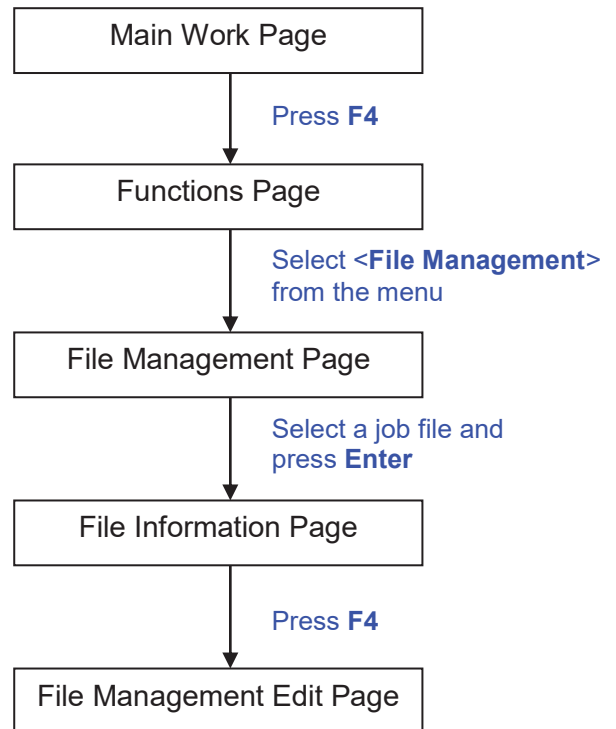 Main Work Page
Press F4
Functions Page
Select <File Management>
from the menu
File Management Page
Select a job file and
press Enter
File Information Page
Press F4
File Management Edit Page